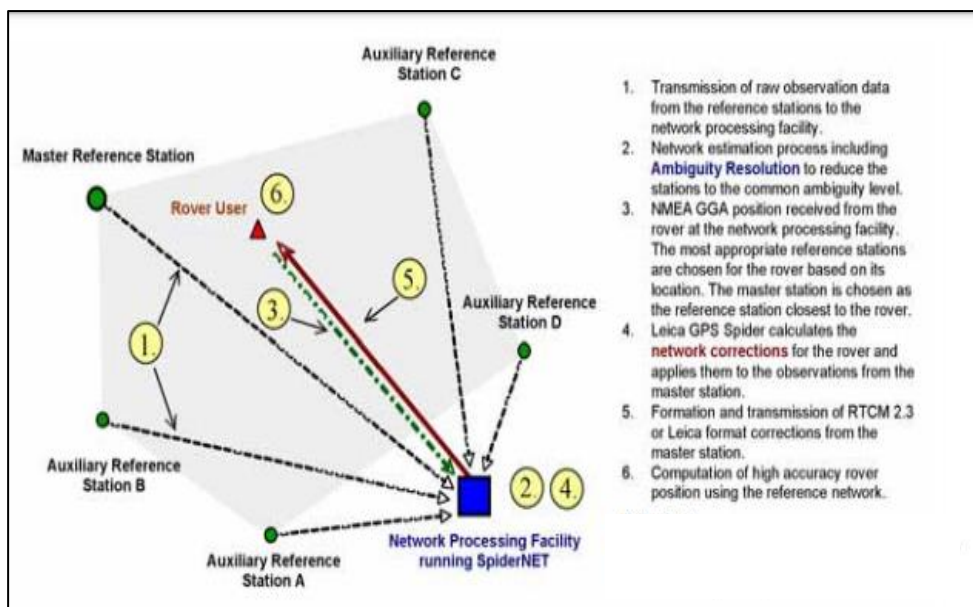 Auxiliary Reference
Station C
Master Reference Station
Rover User
6.
5.
3.
1.
Auxiliary Reference
Station D
Auxiliary Reference
Station B
2.
4.
Auxiliary Reference
Station A
Network Processing Facility
running SpiderNET
1. Transmission of raw observation data
from the reference stations to the
network processing facility.
2. Network estimation process including
Ambiguity Resolution to reduce the
stations to the common ambiguity level.
3. NMEA GGA position received from the
rover at the network processing facility.
The most appropriate reference stations
are chosen for the rover based on its
location. The master station is chosen as
the reference station closest to the rover.
4. Leica GPS Spider calculates the
network corrections for the rover and
applies them to the observations from the
master station.
5. Formation and transmission of RTCM 2.3
or Leica format corrections from the
master station.
6. Computation of high accuracy rover
position using the reference network.